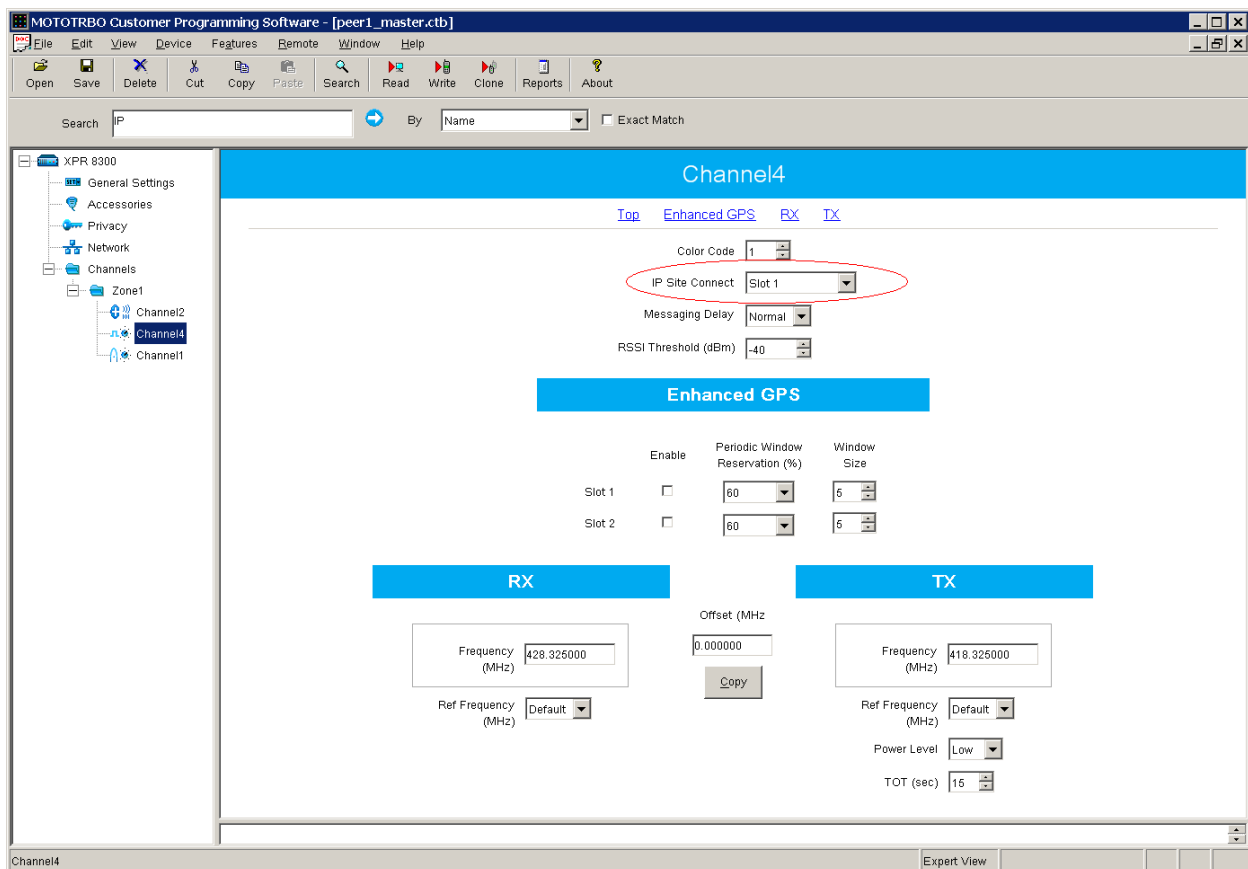 MOTOTRBO Customer Programming Software - [peer1_master.ctb]
File Edit View Device Features Remote Window Help
Open Save Delete Cut Copy Paste Search Read Write Clone Reports About
Search IP By Name Exact Match
XPR 8300
General Settings
Accessories
Privacy
Network
Channels
Zone1
Channel2
Channel4
Channel1
Channel4
Top Enhanced GPS RX TX
Color Code 1
IP Site Connect Slot 1
Messaging Delay Normal
RSSI Threshold (dBm) -40
Enhanced GPS
Enable Periodic Window Reservation (%) Window Size
Slot 1 60 5
Slot 2 60 5
RX
Frequency (MHz) 428.325000
Ref Frequency (MHz) Default
Offset (MHz
0.000000
Copy
TX
Frequency (MHz) 418.325000
Ref Frequency (MHz) Default
Power Level Low
TOT (sec) 15
Channel4 Expert View